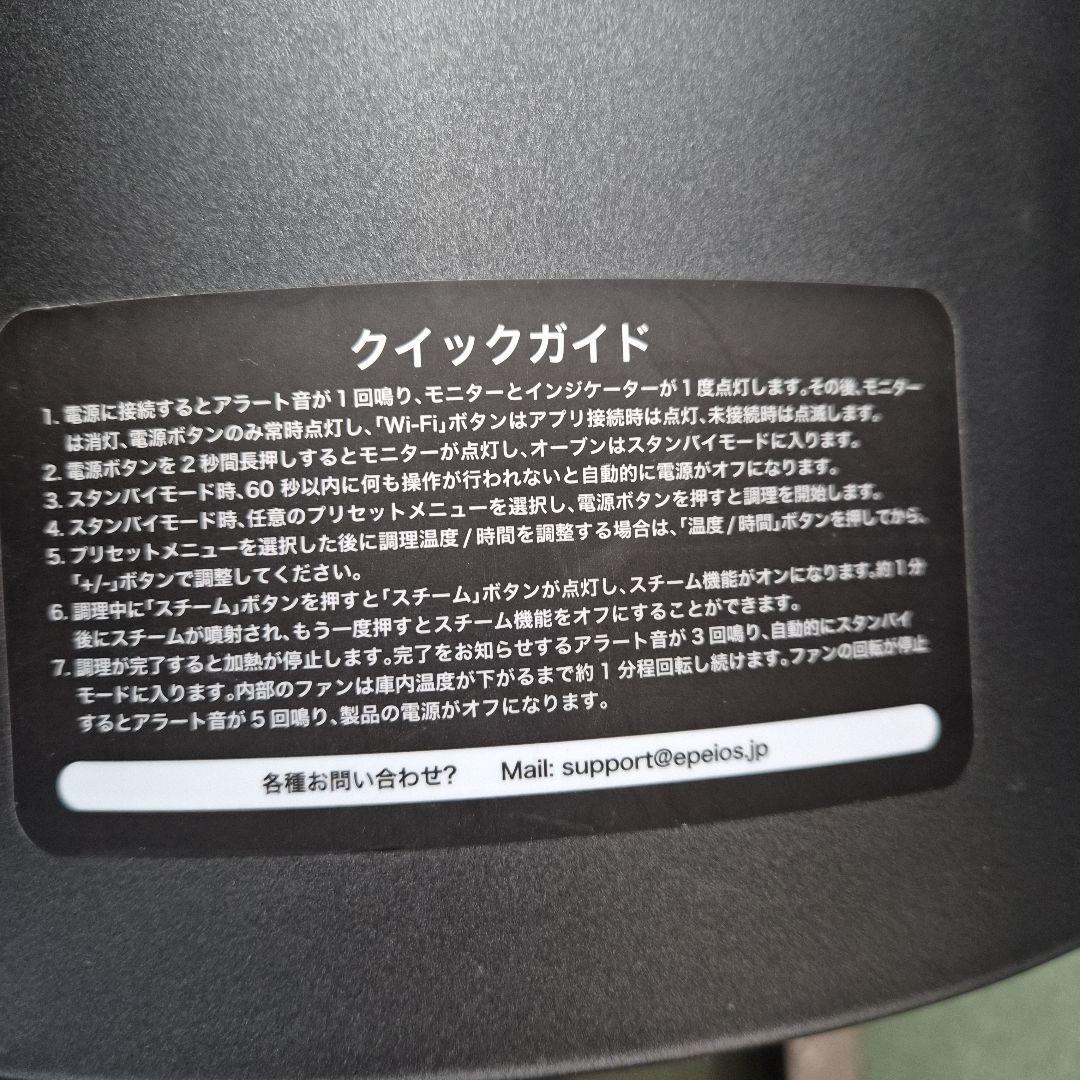 クイックガイド
1. 電源に接続するとアラート音が1回鳴り、モニターとインジケーターが1度点灯します。その後、モニター
は消灯、電源ボタンのみ常時点灯し、「Wi-Fi」ボタンはアプリ接続時は点灯、未接続時は点滅します。
2. 電源ボタンを2秒間長押しするとモニターが点灯し、オーブンはスタンバイモードに入ります。
3. スタンバイモード時、60 秒以内に何も操作が行われないと自動的に電源がオフになります。
4. スタンバイモード時、任意のプリセットメニューを選択し、電源ボタンを押すと調理を開始します。
5. プリセットメニューを選択した後に調理温度/時間を調整する場合は、「温度/時間」ボタンを押してから、
「+/-」ボタンで調整してください。
6. 調理中に「スチーム」ボタンを押すと「スチーム」ボタンが点灯し、スチーム機能がオンになります。約1分
後にスチームが噴射され、もう一度押すとスチーム機能をオフにすることができます。
7. 調理が完了すると加熱が停止します。完了をお知らせするアラート音が3回鳴り、自動的にスタンバイ
モードに入ります。内部のファンは庫内温度が下がるまで約1分程回転し続けます。ファンの回転が停止
するとアラート音が5回鳴り、製品の電源がオフになります。
各種お問い合わせ? Mail: support@epeios.jp